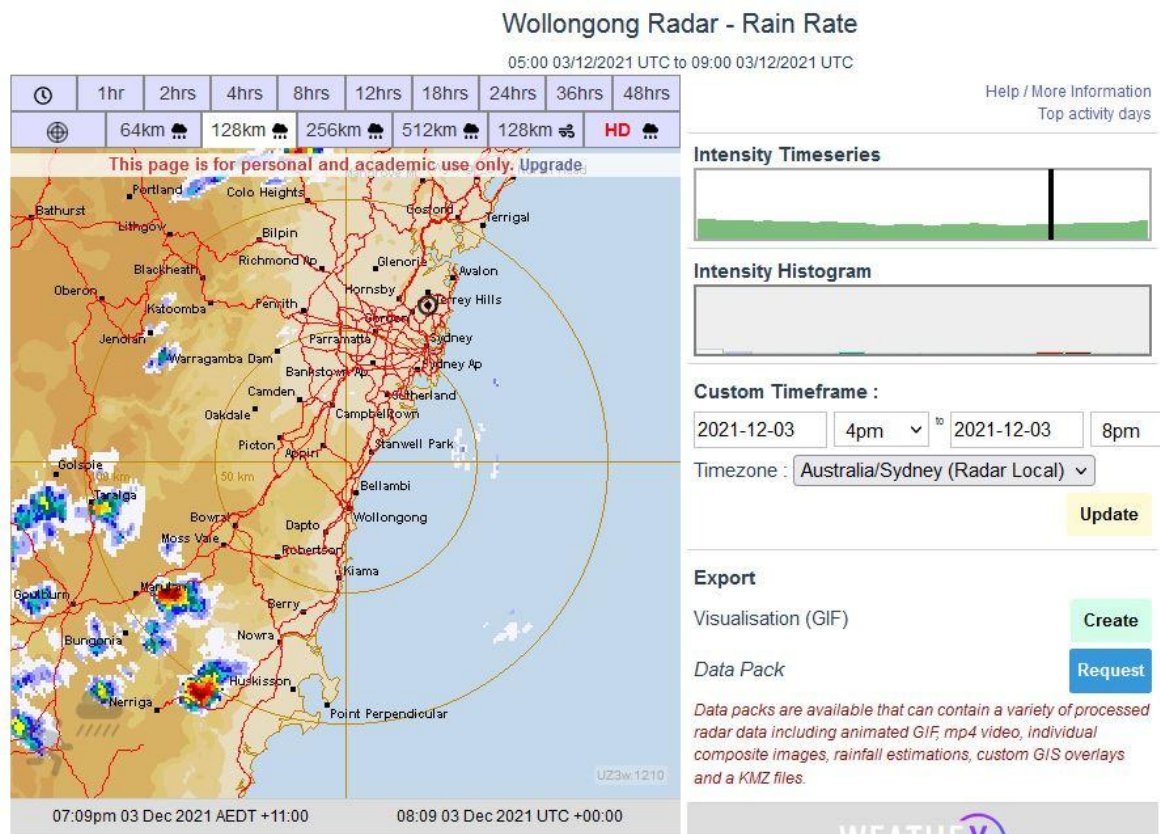 Wollongong Radar - Rain Rate
05:00 03/12/2021 UTC to 09:00 03/12/2021 UTC
1hr 2hrs 4hrs 8hrs 12hrs 18hrs 24hrs 36hrs 48hrs
64km 128km 256km 512km 128km HD
This page is for personal and academic use only. Upgrade
Help / More Information
Top activity days
Intensity Timeseries
Intensity Histogram
Custom Timeframe :
2021-12-03 4pm to 2021-12-03 8pm
Timezone : Australia/Sydney (Radar Local)
Update
Export
Visualisation (GIF) Create
Data Pack Request
Data packs are available that can contain a variety of processed
radar data including animated GIF, mp4 video, individual
composite images, rainfall estimations, custom GIS overlays
and a KMZ files.
WEATHE
Portland
Colo Heights
Bathurst
Gosford
Terrigal
Lithgow
Bilpin
Richmond Ap
Glenorie
Blackheath
Avalon
Oberon
Hornsby
Terrey Hills
Katoomba
Penrith
Gordon
Jenolan
Parramatta
Sydney
Warragamba Dam
Bankstown Ap
Sydney Ap
Camden
Sutherland
Oakdale
Campbelltown
Picton
Appin
Stanwell Park
Golspie
100 km
50 km
Taralga
Bellambi
Bowral
Dapto
Wollongong
Moss Vale
Robertson
Kiama
Goulburn
Marulan
Berry
Bungonia
Nowra
Huskisson
Nerriga
Point Perpendicular
UZ3w:1210
07:09pm 03 Dec 2021 AEDT +11:00 08:09 03 Dec 2021 UTC +00:00